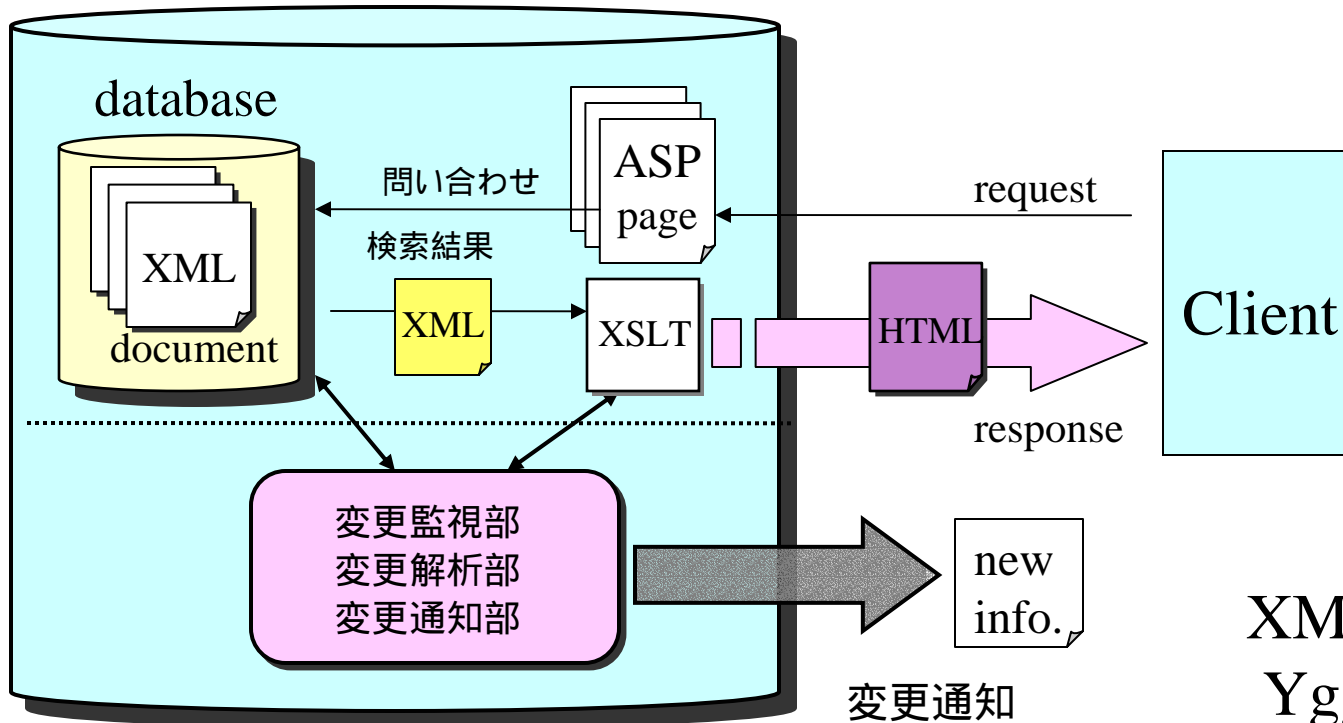 database
XML
document
問い合わせ
検索結果
XML
ASP
page
XSLT
request
HTML
response
Client
変更監視部
変更解析部
変更通知部
new
info.
変更通知
XM
Yg